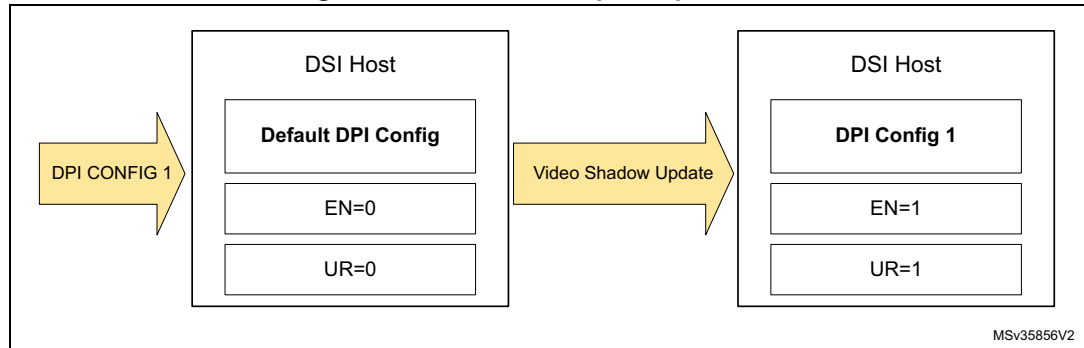 DSI Host
Default DPI Config
EN=0
UR=0
DPI CONFIG 1
Video Shadow Update
DSI Host
DPI Config 1
EN=1
UR=1
MSv35856V2